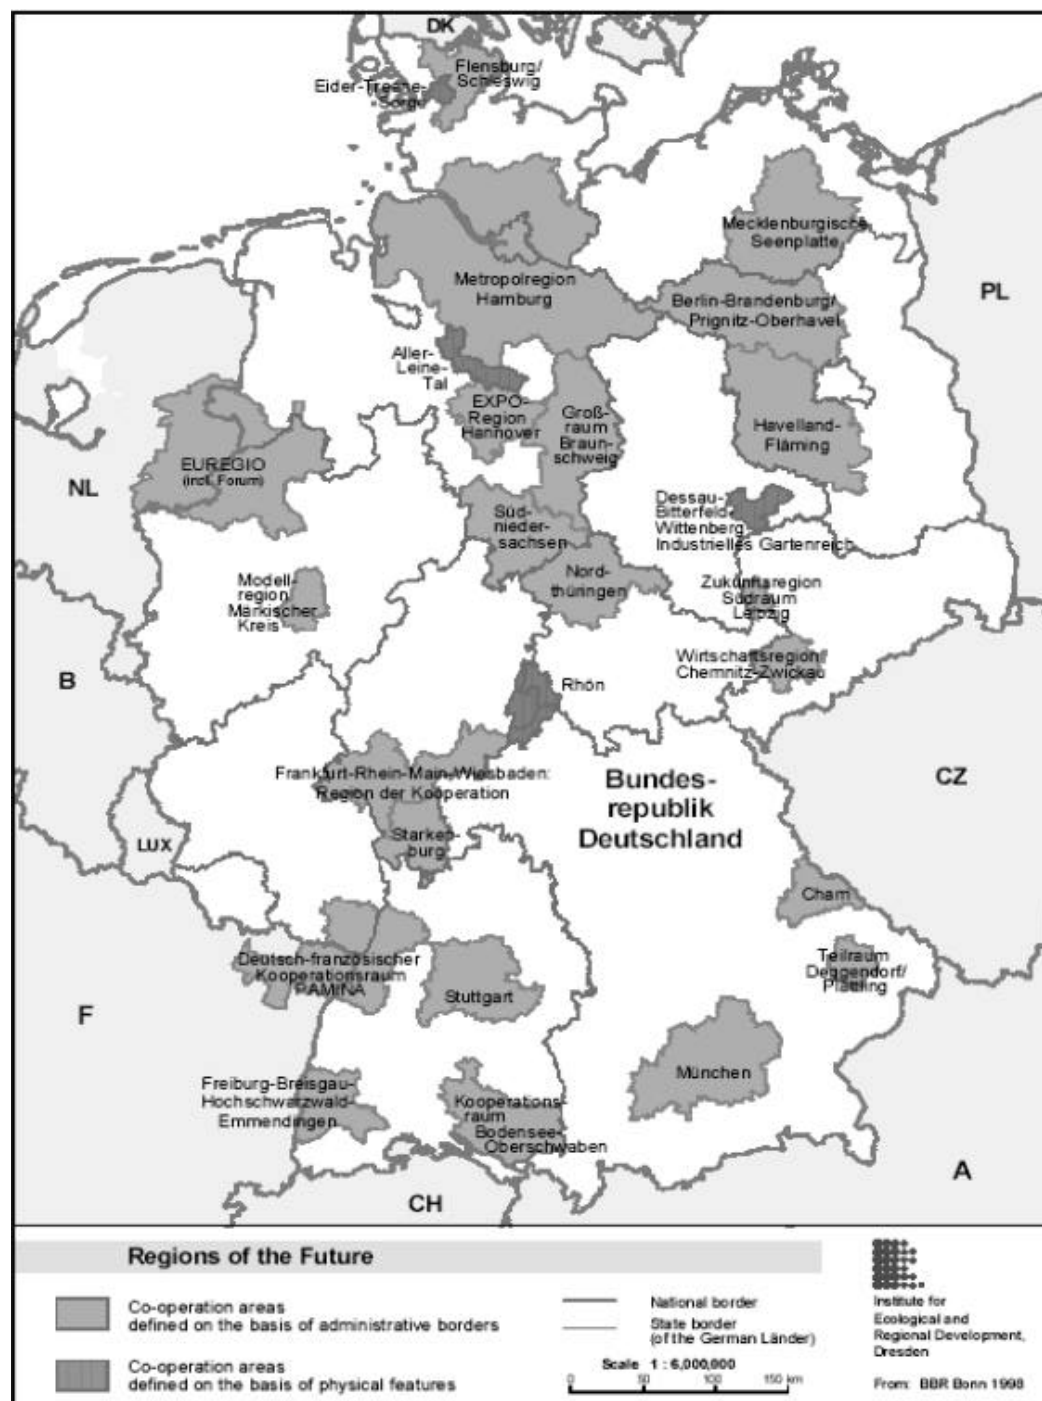 DK
Flensburg/
Schleswig
Eider-Treene-
Sorge
Mecklenburgische
Seenplatte
Metropolregion
Hamburg
Berlin-Brandenburg/
Prignitz-Oberhavel
PL
Aller-
Leine-
Tal
EXPO-
Region
Hannover
Groß-
raum
Braun-
schweig
Havelland-
Fläming
EUREGIO
(incl. Forum)
NL
Süd-
nieder-
sachsen
Dessau-
Bitterfeld-
Wittenberg
Industrielles Gartenreich
Modell-
region
Märkischer
Kreis
Nord-
thüringen
Zukunftsregion
Südraum
Leipzig
B
Wirtschaftsregion
Chemnitz-Zwickau
Rhön
Frankfurt-Rhein-Main-Wiesbaden:
Region der Kooperation
Bundes-
republik
Deutschland
CZ
LUX
Starken-
burg
Cham
Deutsch-französischer
Kooperationsraum
PAMINA
Teilraum
Deggendorf/
Plattling
Stuttgart
F
München
Freiburg-Breisgau-
Hochschwarzwald-
Emmendingen
Kooperations-
raum
Bodensee-
Oberschwaben
CH
A
Regions of the Future
Co-operation areas
defined on the basis of administrative borders
Co-operation areas
defined on the basis of physical features
National border
State border
(of the German Länder)
Scale 1 : 6,000,000
0 50 100 150 km
Institute for
Ecological and
Regional Development,
Dresden
From: BBR Bonn 1998